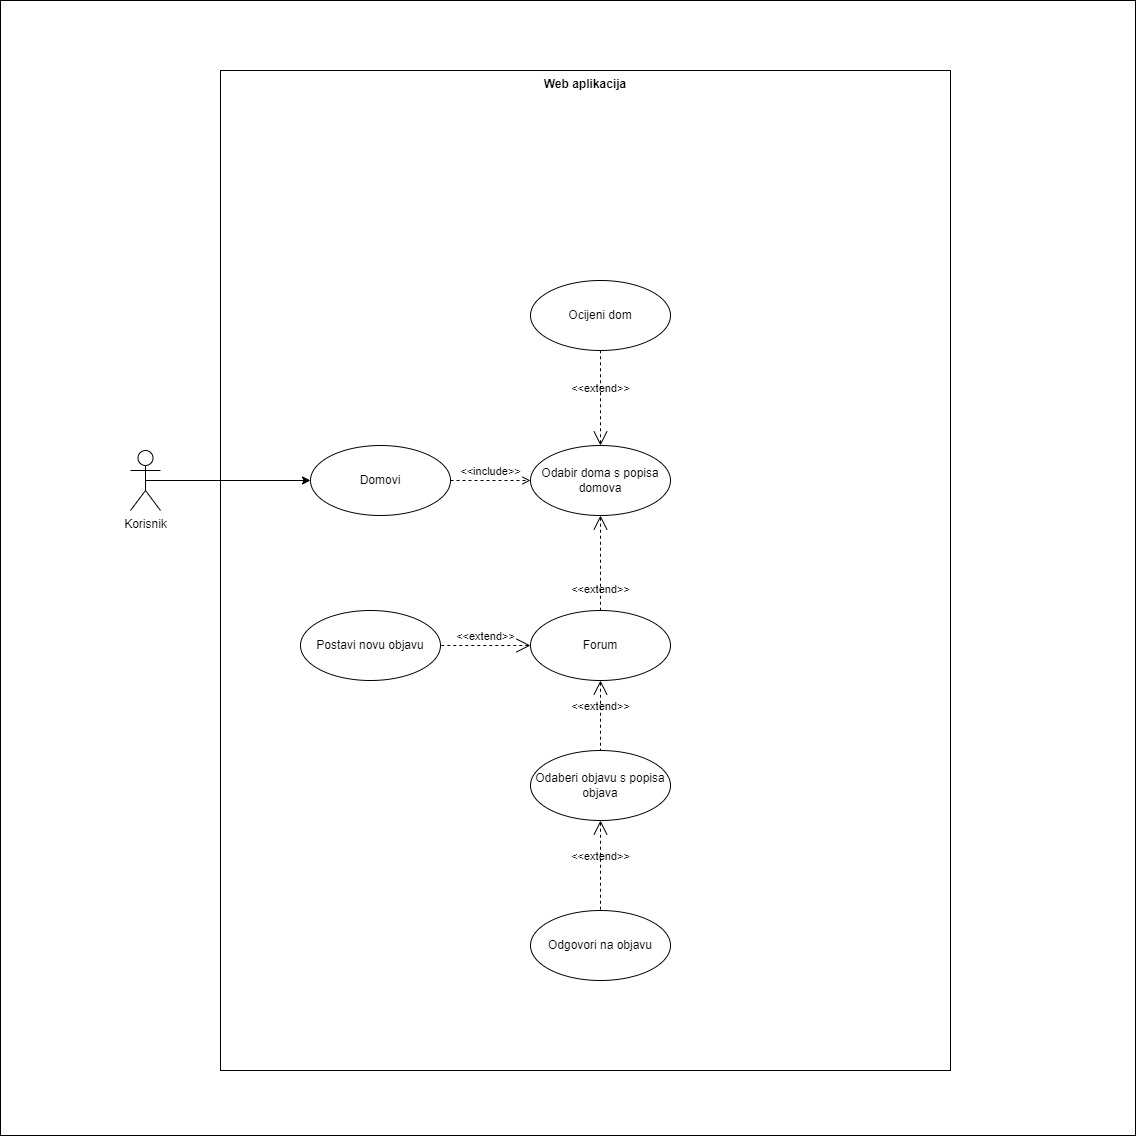 Web aplikacija
Ocijeni dom
<<extend>>
Domovi
<<include>>
Odabir doma s popisa
domova
Korisnik
<<extend>>
Postavi novu objavu
<<extend>>
Forum
<<extend>>
Odaberi objavu s popisa
objava
<<extend>>
Odgovori na objavu